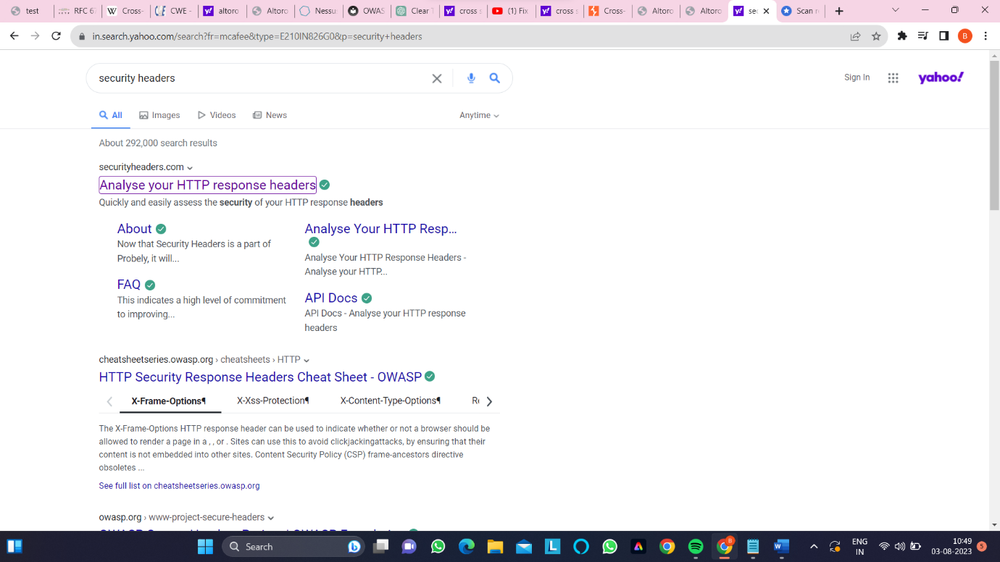 test
RFC 6
Cross-
CWE -
altoro
Altoro
Nessu
OWAS
Clear T
cross s
(1) Fix
cross s
Cross-
Altoro
Altoro
sec
Scan r
in.search.yahoo.com/search?fr=mcafee&type=E210IN826G0&p=security+headers
B
security headers
Sign In
yahoo!
All
Images
Videos
News
Anytime
About 292,000 search results
securityheaders.com
Analyse your HTTP response headers
Quickly and easily assess the security of your HTTP response headers
About
Now that Security Headers is a part of
Probely, it will...
FAQ
This indicates a high level of commitment
to improving...
Analyse Your HTTP Resp...
Analyse Your HTTP Response Headers -
Analyse your HTTP...
API Docs
API Docs - Analyse your HTTP response
headers
cheatsheetseries.owasp.org › cheatsheets › HTTP
HTTP Security Response Headers Cheat Sheet - OWASP
X-Frame-Options¶
X-Xss-Protection¶
X-Content-Type-Options¶
Re
The X-Frame-Options HTTP response header can be used to indicate whether or not a browser should be
allowed to render a page in a , , or . Sites can use this to avoid clickjackingattacks, by ensuring that their
content is not embedded into other sites. Content Security Policy (CSP) frame-ancestors directive
obsoletes ...
See full list on cheatsheetseries.owasp.org
owasp.org › www-project-secure-headers
Search
ENG
IN
10:49
03-08-2023
5